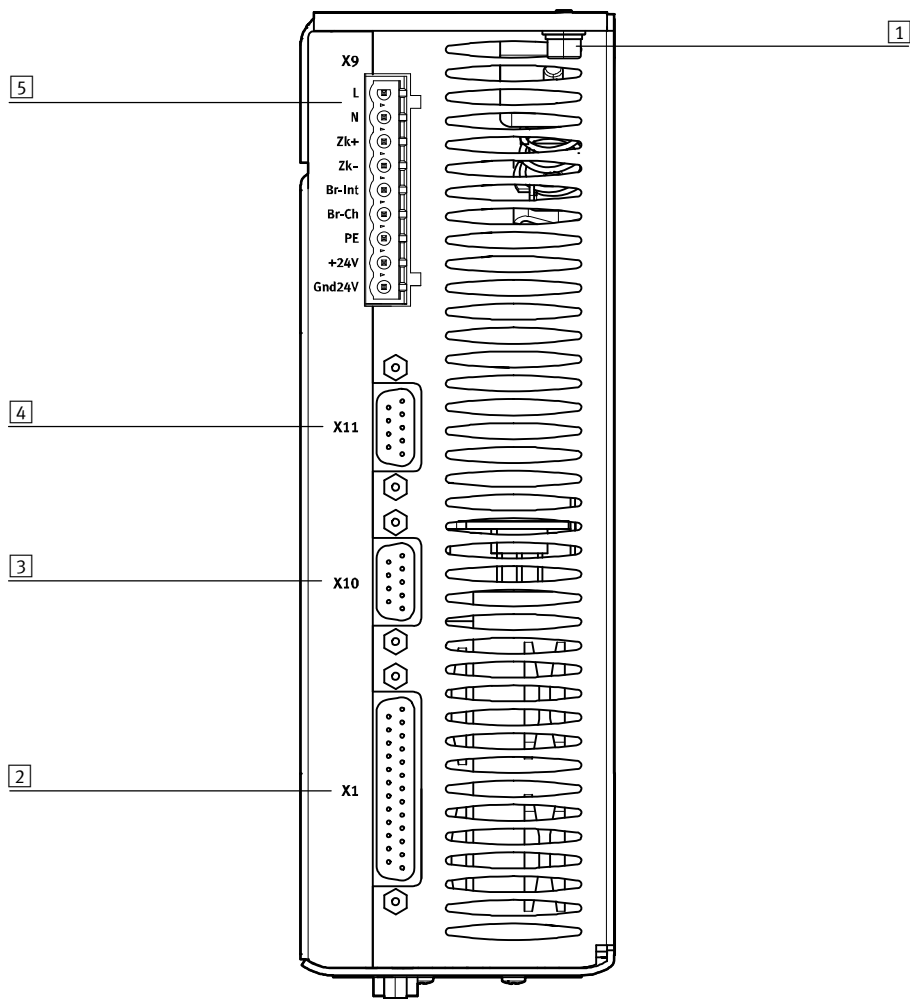 1
X9
5
L
N
Zk+
Zk-
Br-Int
Br-Ch
PE
+24V
Gnd24V
4
X11
3
X10
2
X1